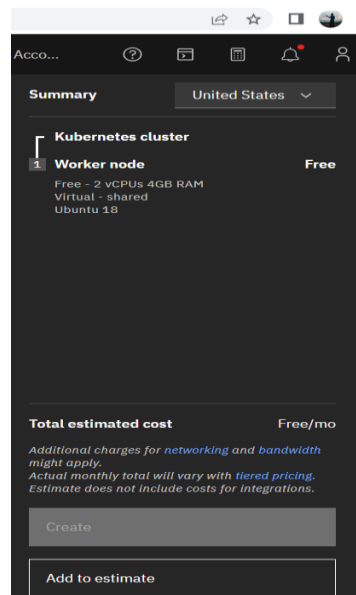 Acco...
Summary
United States
Kubernetes cluster
1 Worker node Free
Free - 2 vCPUs 4GB RAM
Virtual - shared
Ubuntu 18
Total estimated cost Free/mo
Additional charges for networking and bandwidth
might apply.
Actual monthly total will vary with tiered pricing.
Estimate does not include costs for integrations.
Create
Add to estimate